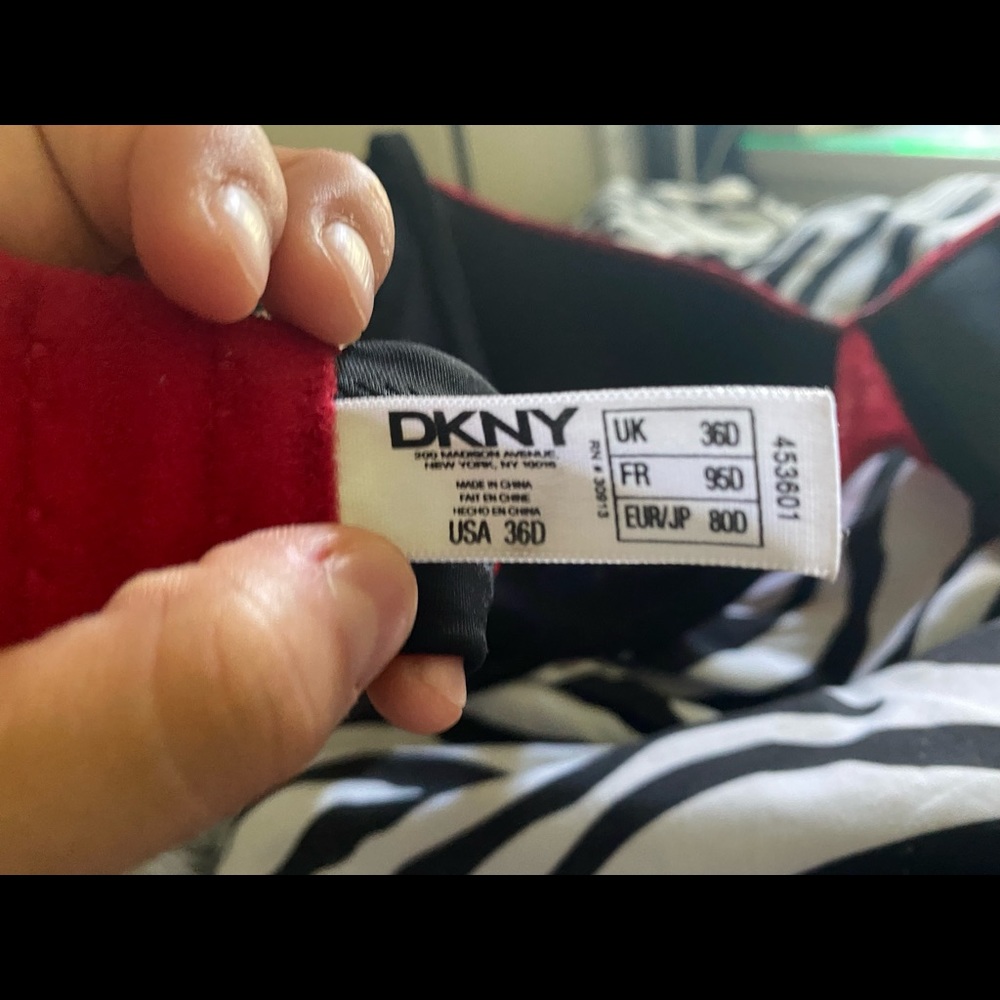 DKNY
200 MADISON AVENUE
NEW YORK, NY 10016
MADE IN CHINA
FAIT EN CHINE
HECHO EN CHINA
USA 36D
RN # 30913
UK 36D
FR 95D
EUR/JP 80D
453601